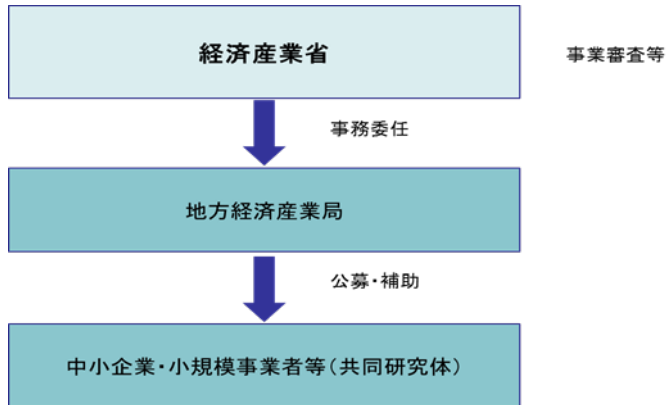 経済産業省
事業審査等
事務委任
地方経済産業局
公募・補助
中小企業・小規模事業者等(共同研究体)